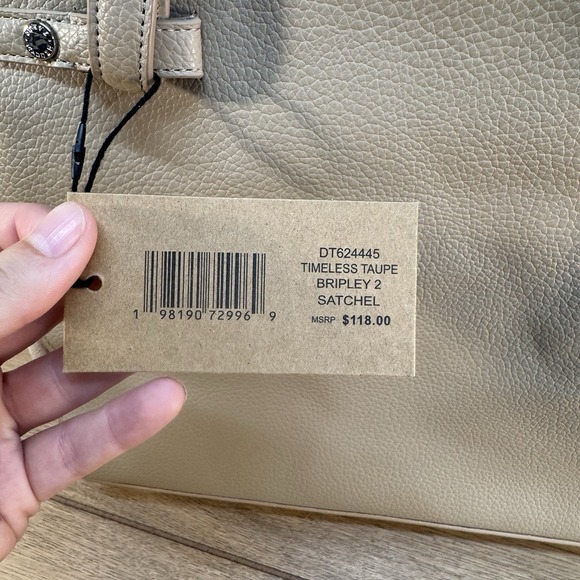 DT624445
TIMELESS TAUPE
BRIPLEY 2
SATCHEL
MSRP $118.00
1 98190 72996 9